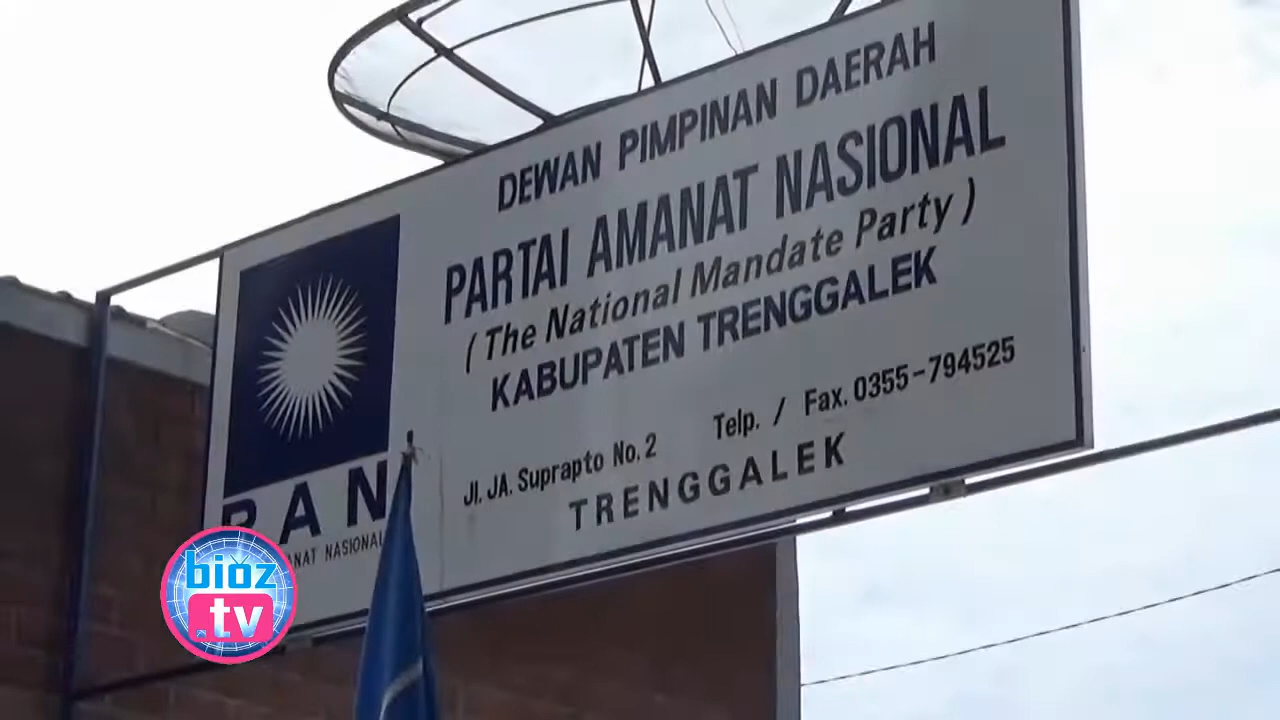 DEWAN PIMPINAN DAERAH
PARTAI AMANAT NASIONAL
( The National Mandate Party )
KABUPATEN TRENGGALEK
Jl. JA. Suprapto No. 2 Telp. / Fax. 0355-794525
TRENGGALEK
PAN
NASIONAL
bioz
.tv